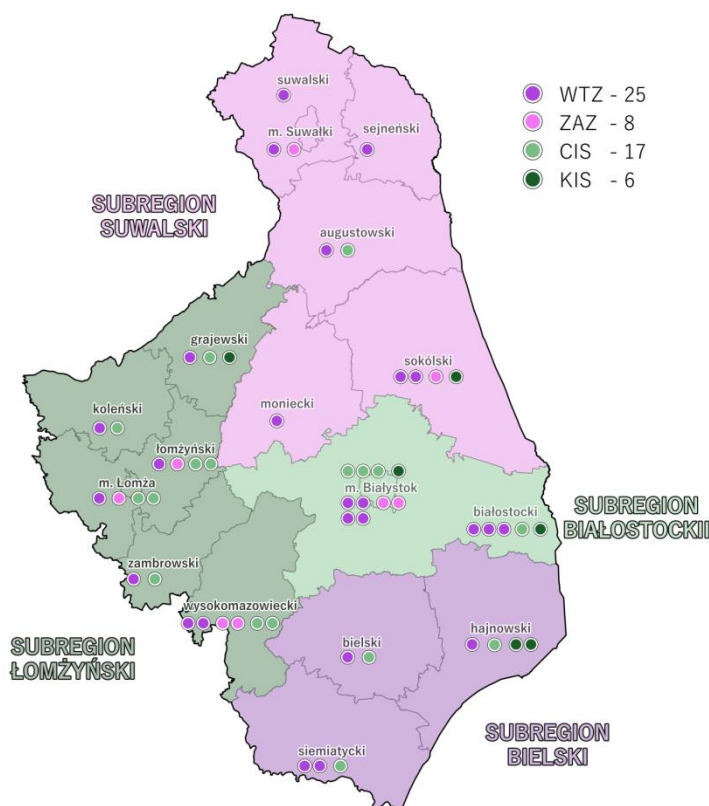 suwalski
m. Suwałki
sejneński
WTZ - 25
ZAZ - 8
CIS - 17
KIS - 6
SUBREGION
SUWALSKI
augustowski
grajewski
sokólski
koleński
moniecki
łomżyński
m. Łomża
m. Białystok
białostocki
SUBREGION
BIAŁOSTOCKII
zambrowski
wysokomazowiecki
SUBREGION
ŁOMŻYŃSKI
bielski
hajnowski
SUBREGION
BIELSKI
siemiatycki